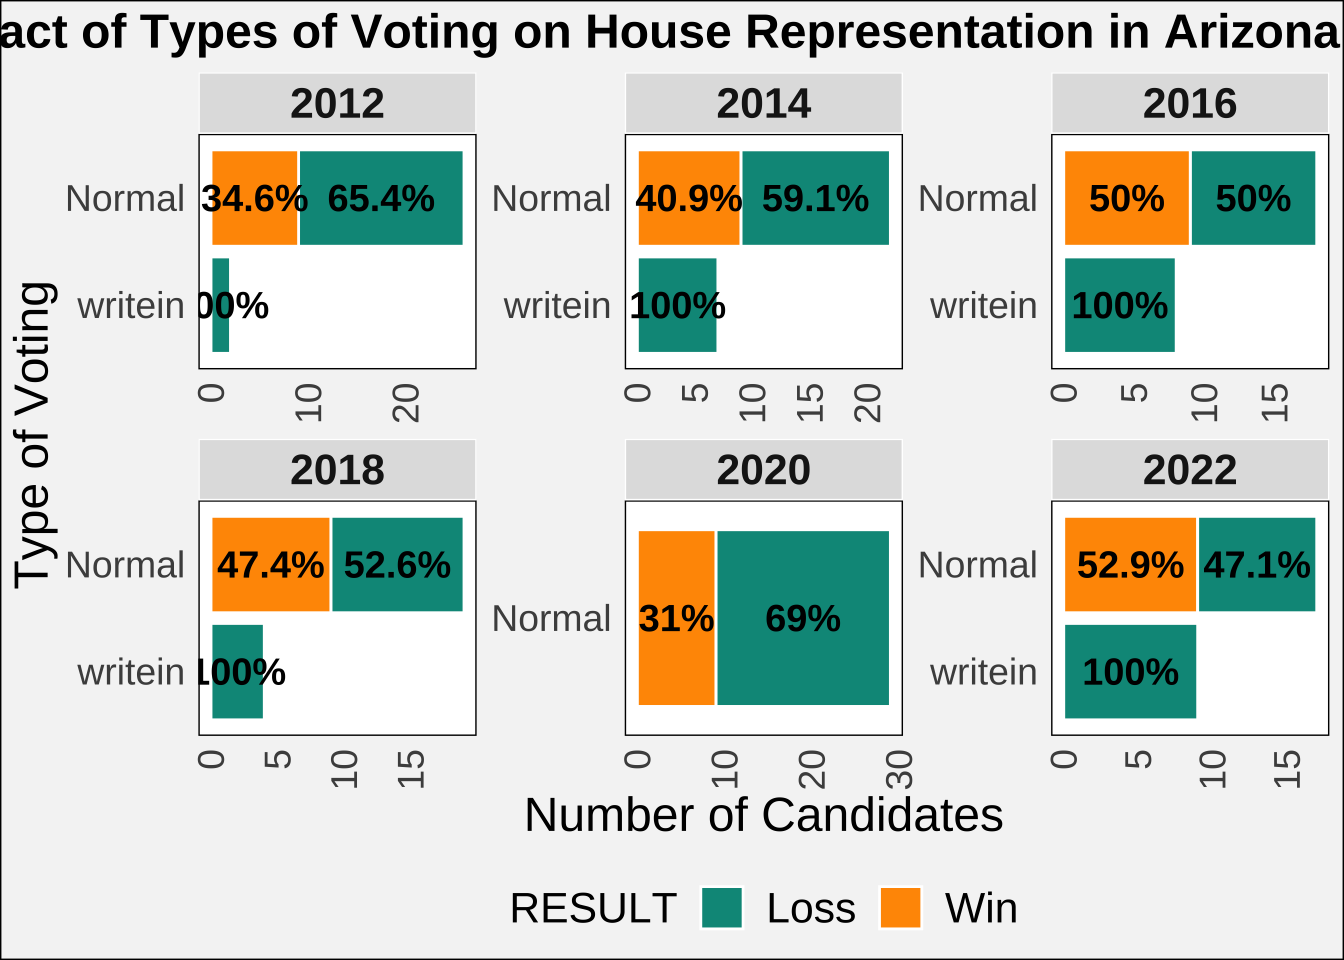 act of Types of Voting on House Representation in Arizona
2012 2014 2016
Normal 34.6% 65.4% Normal 40.9% 59.1% Normal 50% 50%
writein 00% writein 100% writein 100%
0 10 20 0 5 10 15 20 0 5 10 15
Type of Voting
2018 2020 2022
Normal 47.4% 52.6% Normal 31% 69% Normal 52.9% 47.1%
writein 100% writein 100%
0 5 10 15 0 10 20 30 0 5 10 15
Number of Candidates
RESULT Loss Win